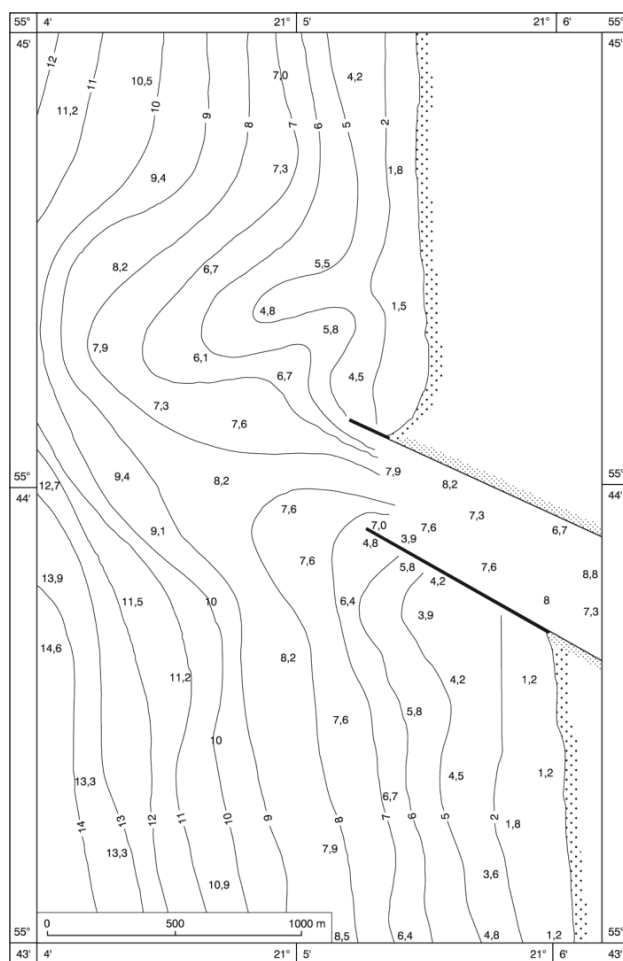 55° 4' 21° 5' 21° 6' 55°
45' 45'
12
11 10,5 7,0 4,2
11,2 10 9 8 7 6 5 2
9,4 7,3 1,8
8,2 6,7 5,5
4,8 5,8 1,5
7,9 6,1
7,3 6,7 4,5
7,6
55° 9,4 8,2 7,9 8,2 55°
12,7 7,3
44' 7,6 7,0 7,6 6,7 44'
9,1 7,6 4,8 3,9
13,9 5,8 4,2 7,6 8,8
11,5 10 6,4 3,9 8 7,3
14,6 8,2
11,2 4,2 1,2
7,6 5,8
10
13,3 4,5 1,2
6,7
14 13 12 11 10 9 8 7 6 5 2 1,8
13,3 7,9
10,9 3,6
0 500 1000 m
55° 8,5 6,4 4,8 1,2 55°
43' 4' 21° 5' 21° 6' 43'